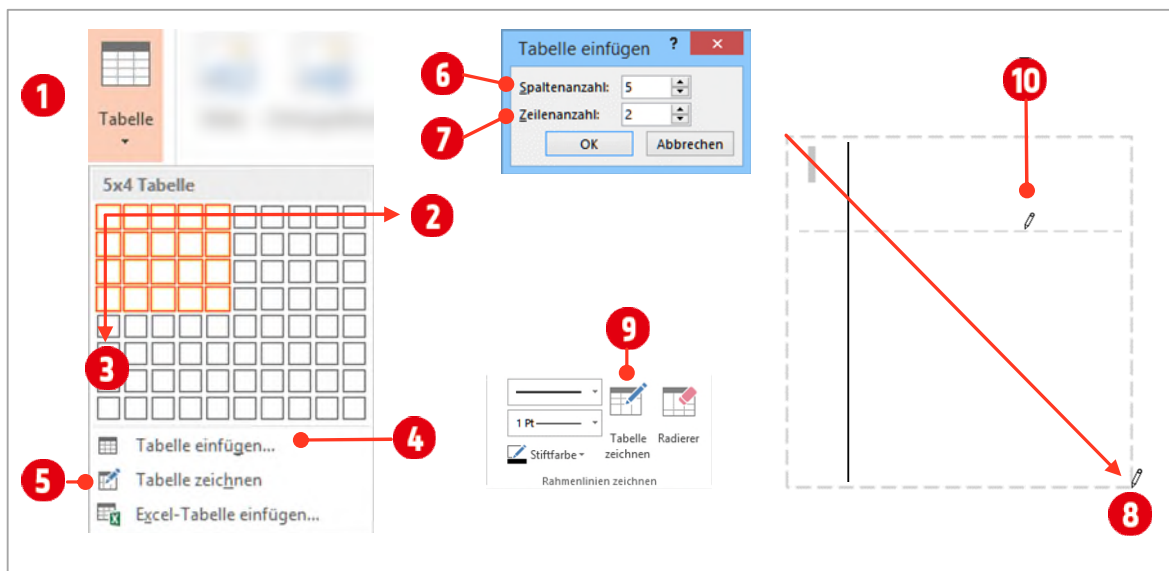 1
Tabelle
5x4 Tabelle
2
3
Tabelle einfügen...
4
5
Tabelle zeichnen
Excel-Tabelle einfügen...
Tabelle einfügen ? ×
6
Spaltenanzahl: 5
7
Zeilenanzahl: 2
OK Abbrechen
9
1 Pt
Stiftfarbe
Tabelle
zeichnen
Radierer
Rahmenlinien zeichnen
10
8